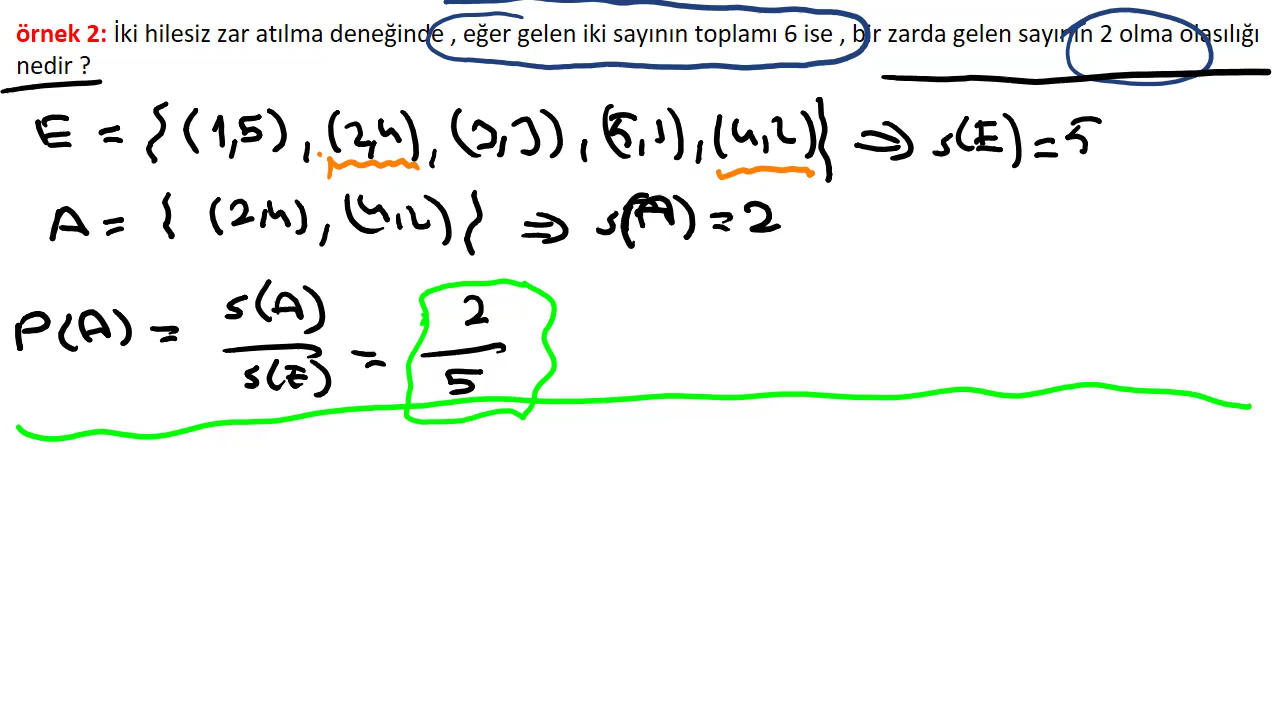 örnek 2: İki hilesiz zar atılma deneğinde , eğer gelen iki sayının toplamı 6 ise , bir zarda gelen sayının 2 olma olasılığı
nedir ?
E = {(1,5) , (2,4) , (3,3) , (5,1) , (4,2)} ⇒ s(E) = 5
A = { (2,4) , (4,2) } ⇒ s(A) = 2
P(A) = s(A) / s(E) = 2 / 5